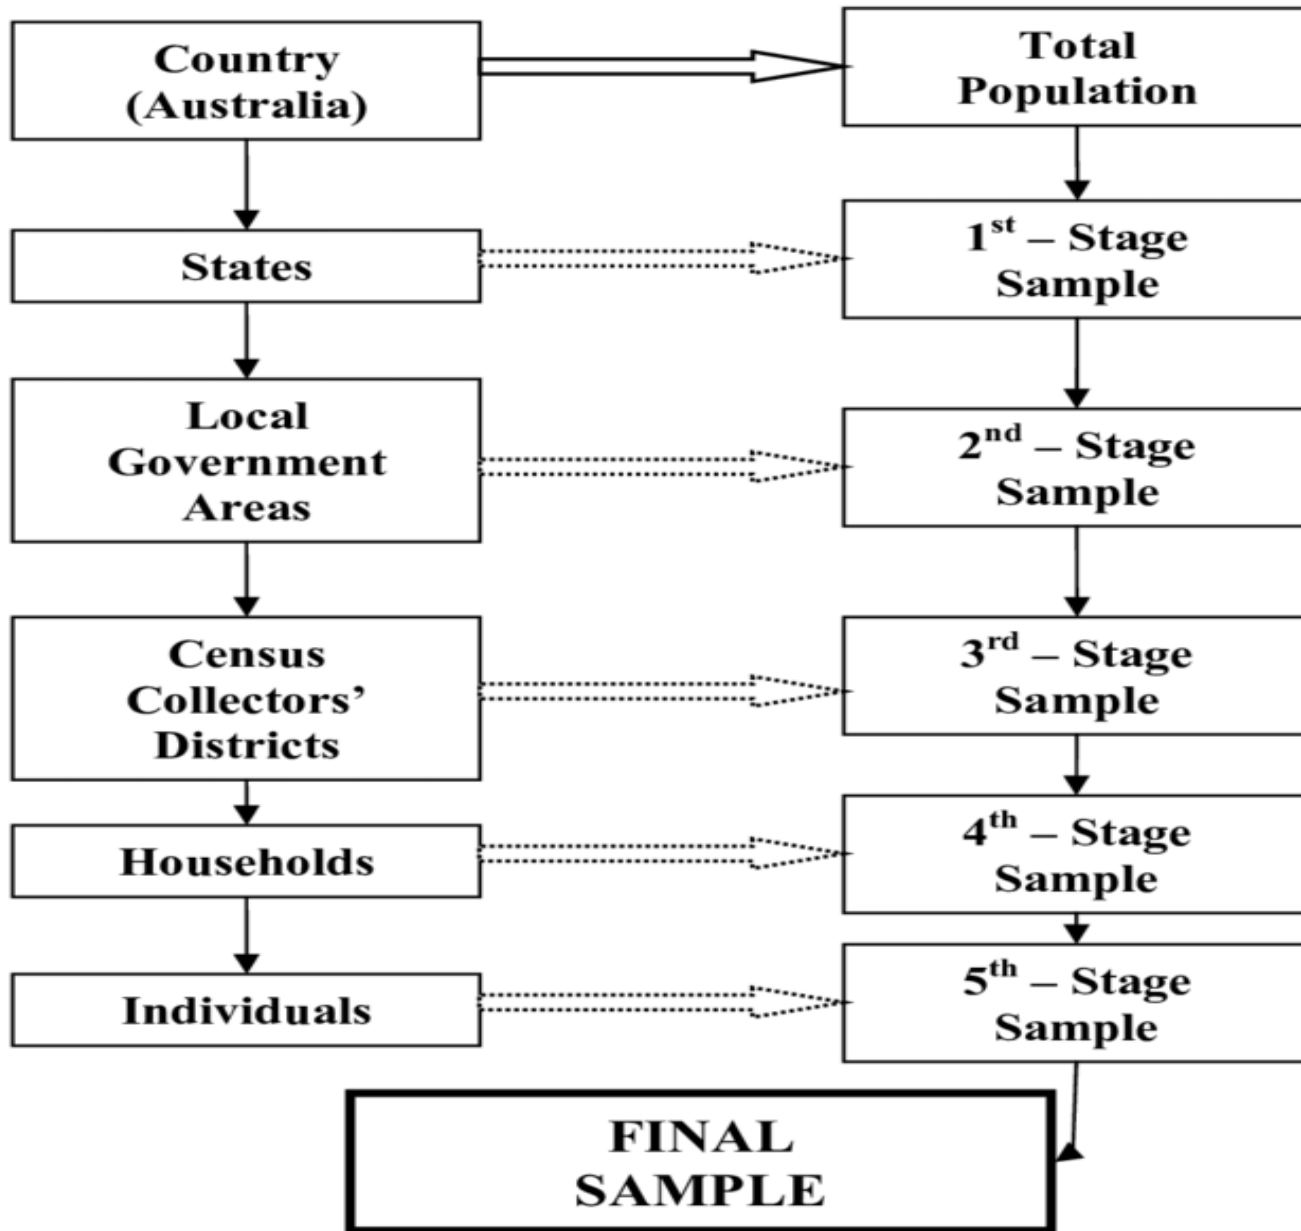 Country
(Australia)
Total
Population
States
1st – Stage
Sample
Local
Government
Areas
2nd – Stage
Sample
Census
Collectors’
Districts
3rd – Stage
Sample
Households
4th – Stage
Sample
Individuals
5th – Stage
Sample
FINAL
SAMPLE